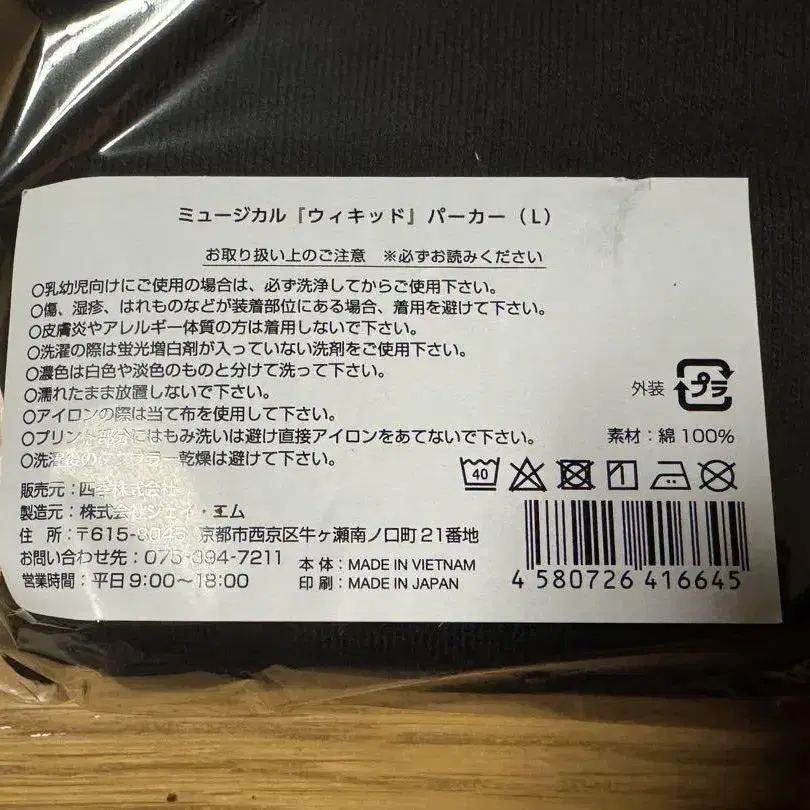 ミュージカル『ウィキッド』パーカー（L）
お取り扱い上のご注意 ※必ずお読みください
○乳幼児向けにご使用の場合は、必ず洗浄してからご使用下さい。
○傷、湿疹、はれものなどが装着部位にある場合、着用を避けて下さい。
○皮膚炎やアレルギー体質の方は着用しないで下さい。
○洗濯の際は蛍光増白剤が入っていない洗剤をご使用下さい。
○濃色は白色や淡色のものと分けて洗って下さい。
○濡れたまま放置しないで下さい。
○アイロンの際は当て布を使用して下さい。
○プリント部分にはもみ洗いは避け直接アイロンをあてないで下さい。
○洗濯後のタンブラー乾燥は避けて下さい。
外装 プラ
素材：綿 100%
40
販売元：四季株式会社
製造元：株式会社ジェイ・エム
住 所：〒615-8045 京都市西京区牛ヶ瀬南ノ口町21番地
お問い合わせ先：075-394-7211
営業時間：平日9:00〜18:00
本体：MADE IN VIETNAM
印刷：MADE IN JAPAN
4 580726 416645